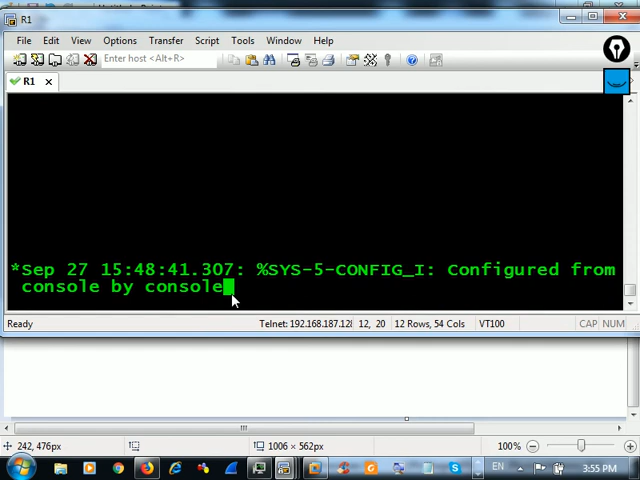 R1
File Edit View Options Transfer Script Tools Window Help
Enter host <Alt+R>
R1
*Sep 27 15:48:41.307: %SYS-5-CONFIG_I: Configured from
console by console
Ready Telnet: 192.168.187.128 12, 20 12 Rows, 54 Cols VT100 CAP NUM
242, 476px 1006 × 562px 100%
EN 3:55 PM